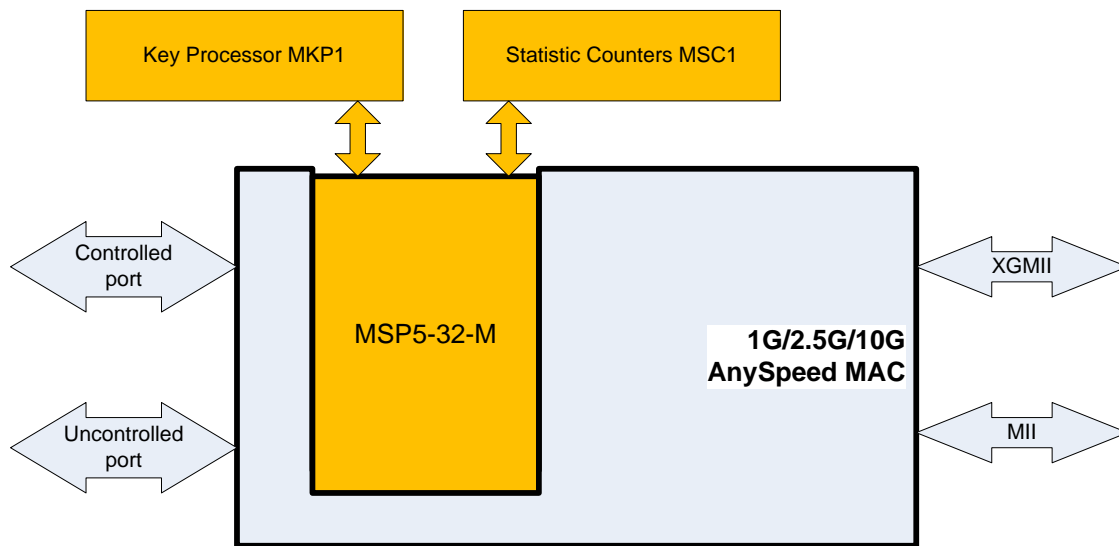 Key Processor MKP1
Statistic Counters MSC1
Controlled
port
XGMII
MSP5-32-M
1G/2.5G/10G
AnySpeed MAC
Uncontrolled
port
MII